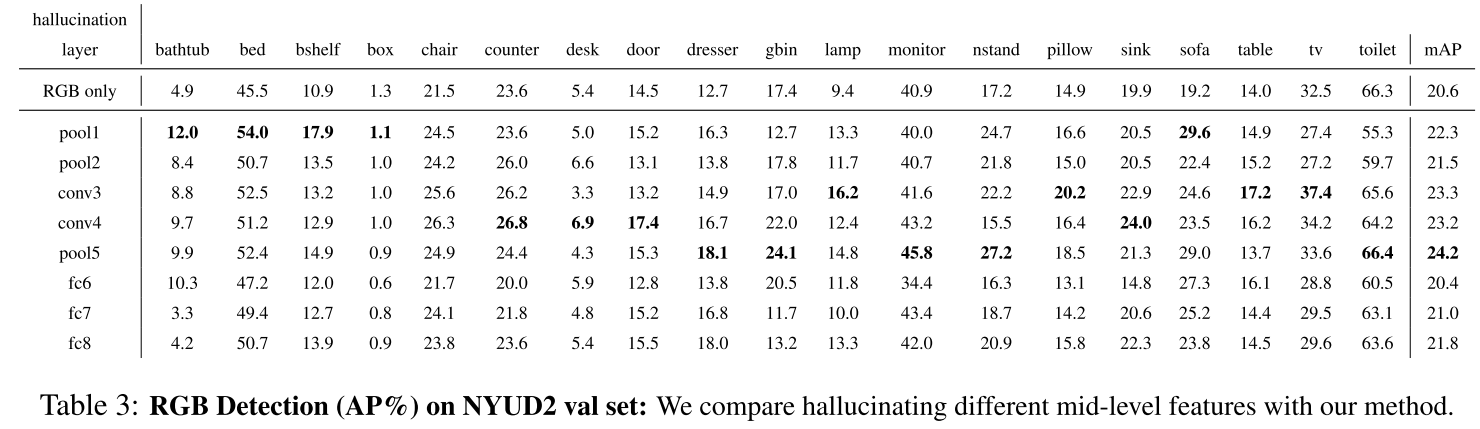 hallucination
layer bathtub bed bshelf box chair counter desk door dresser gbin lamp monitor nstand pillow sink sofa table tv toilet mAP
RGB only 4.9 45.5 10.9 1.3 21.5 23.6 5.4 14.5 12.7 17.4 9.4 40.9 17.2 14.9 19.9 19.2 14.0 32.5 66.3 20.6
pool1 12.0 54.0 17.9 1.1 24.5 23.6 5.0 15.2 16.3 12.7 13.3 40.0 24.7 16.6 20.5 29.6 14.9 27.4 55.3 22.3
pool2 8.4 50.7 13.5 1.0 24.2 26.0 6.6 13.1 13.8 17.8 11.7 40.7 21.8 15.0 20.5 22.4 15.2 27.2 59.7 21.5
conv3 8.8 52.5 13.2 1.0 25.6 26.2 3.3 13.2 14.9 17.0 16.2 41.6 22.2 20.2 22.9 24.6 17.2 37.4 65.6 23.3
conv4 9.7 51.2 12.9 1.0 26.3 26.8 6.9 17.4 16.7 22.0 12.4 43.2 15.5 16.4 24.0 23.5 16.2 34.2 64.2 23.2
pool5 9.9 52.4 14.9 0.9 24.9 24.4 4.3 15.3 18.1 24.1 14.8 45.8 27.2 18.5 21.3 29.0 13.7 33.6 66.4 24.2
fc6 10.3 47.2 12.0 0.6 21.7 20.0 5.9 12.8 13.8 20.5 11.8 34.4 16.3 13.1 14.8 27.3 16.1 28.8 60.5 20.4
fc7 3.3 49.4 12.7 0.8 24.1 21.8 4.8 15.2 16.8 11.7 10.0 43.4 18.7 14.2 20.6 25.2 14.4 29.5 63.1 21.0
fc8 4.2 50.7 13.9 0.9 23.8 23.6 5.4 15.5 18.0 13.2 13.3 42.0 20.9 15.8 22.3 23.8 14.5 29.6 63.6 21.8
Table 3: RGB Detection (AP%) on NYUD2 val set: We compare hallucinating different mid-level features with our method.